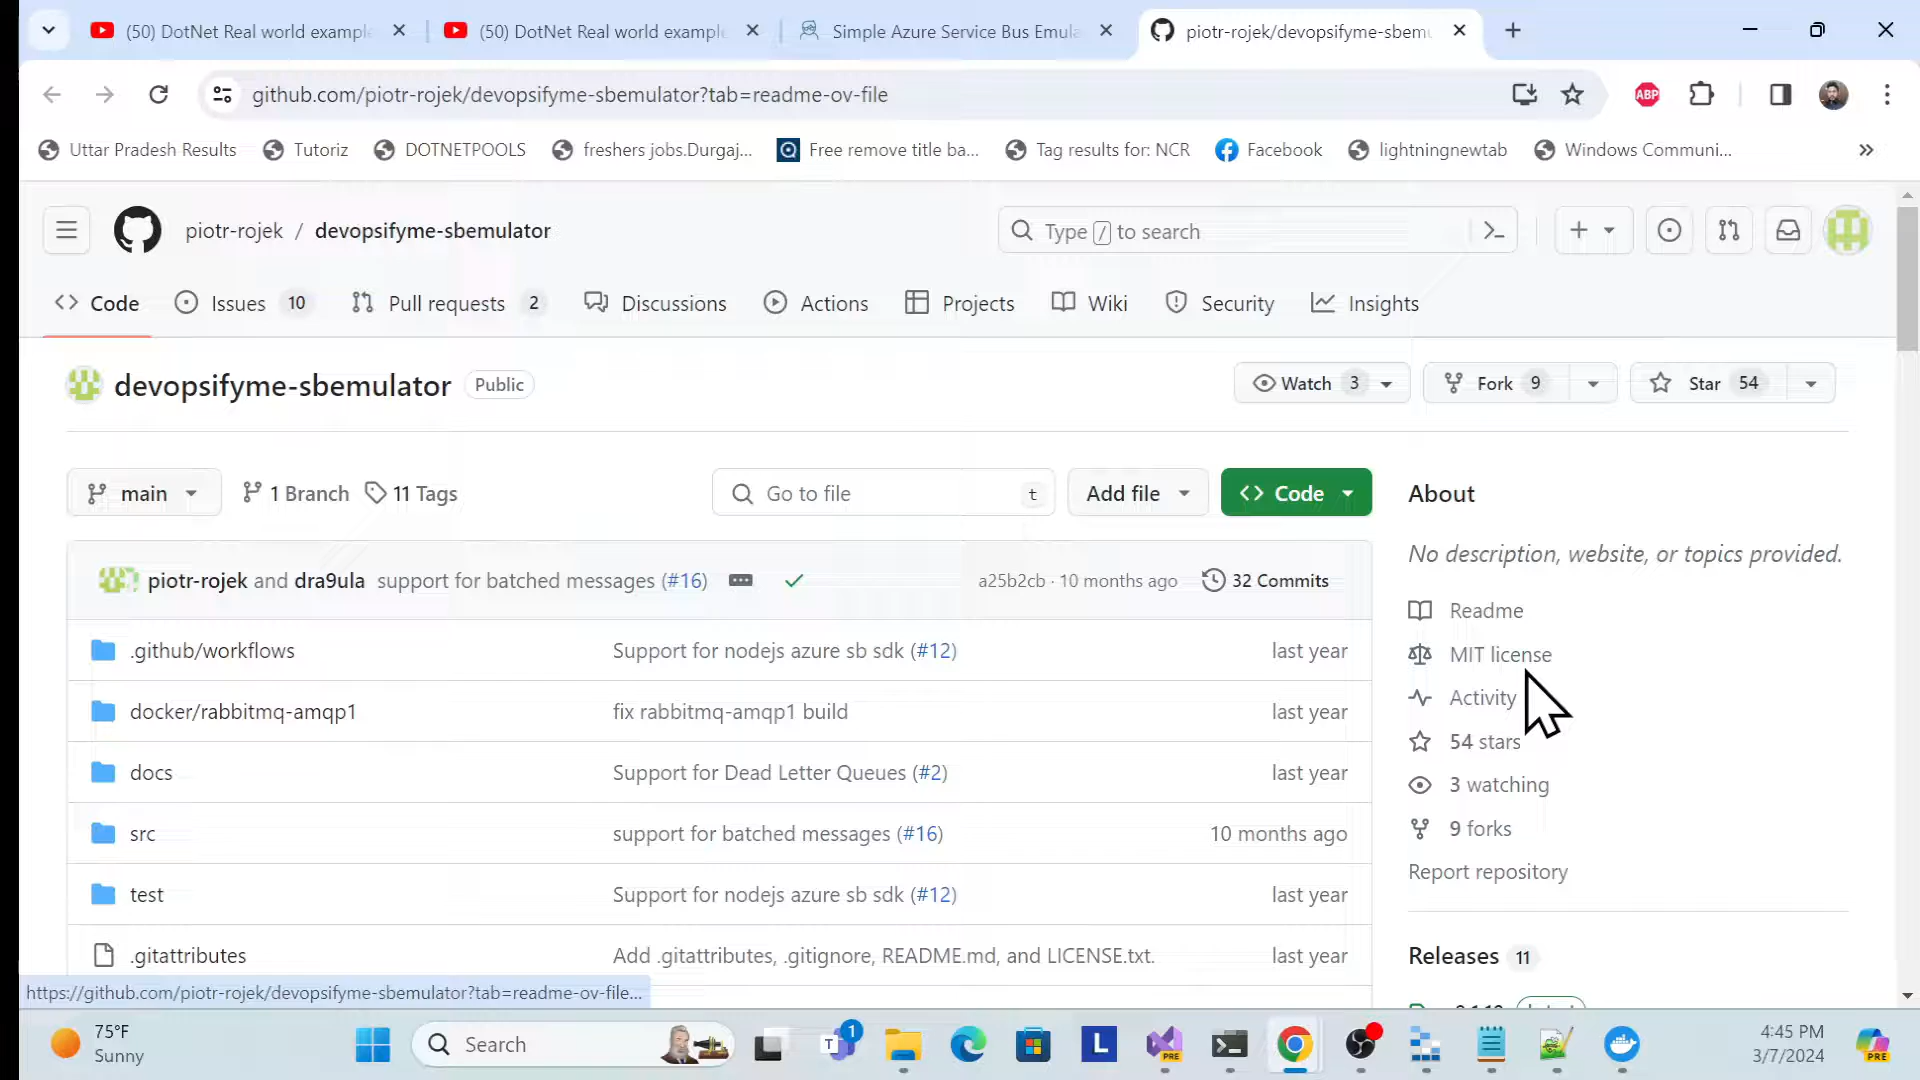 (50) DotNet Real world example
(50) DotNet Real world example
Simple Azure Service Bus Emula
piotr-rojek/devopsifyme-sbemu
github.com/piotr-rojek/devopsifyme-sbemulator?tab=readme-ov-file
ABP
Uttar Pradesh Results
Tutoriz
DOTNETPOOLS
freshers jobs.Durgaj...
Free remove title ba...
Tag results for: NCR
Facebook
lightningnewtab
Windows Communi...
»
piotr-rojek / devopsifyme-sbemulator
Type / to search
Code
Issues 10
Pull requests 2
Discussions
Actions
Projects
Wiki
Security
Insights
devopsifyme-sbemulator Public
Watch 3
Fork 9
Star 54
main
1 Branch
11 Tags
Go to file t
Add file
<> Code
About
No description, website, or topics provided.
piotr-rojek and dra9ula support for batched messages (#16)
a25b2cb · 10 months ago
32 Commits
.github/workflows Support for nodejs azure sb sdk (#12) last year
docker/rabbitmq-amqp1 fix rabbitmq-amqp1 build last year
docs Support for Dead Letter Queues (#2) last year
src support for batched messages (#16) 10 months ago
test Support for nodejs azure sb sdk (#12) last year
.gitattributes Add .gitattributes, .gitignore, README.md, and LICENSE.txt. last year
Readme
MIT license
Activity
54 stars
3 watching
9 forks
Report repository
Releases 11
https://github.com/piotr-rojek/devopsifyme-sbemulator?tab=readme-ov-file...
75°F
Sunny
Search
T
1
L
PRE
4:45 PM
3/7/2024
PRE